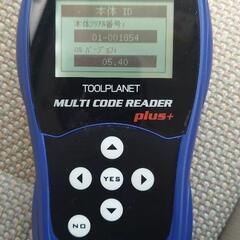 本体 ID
本体シリアル番号:
01-001654
OS バージョン:
05.40
TOOLPLANET
MULTI CODE READER
plus+
YES
NO